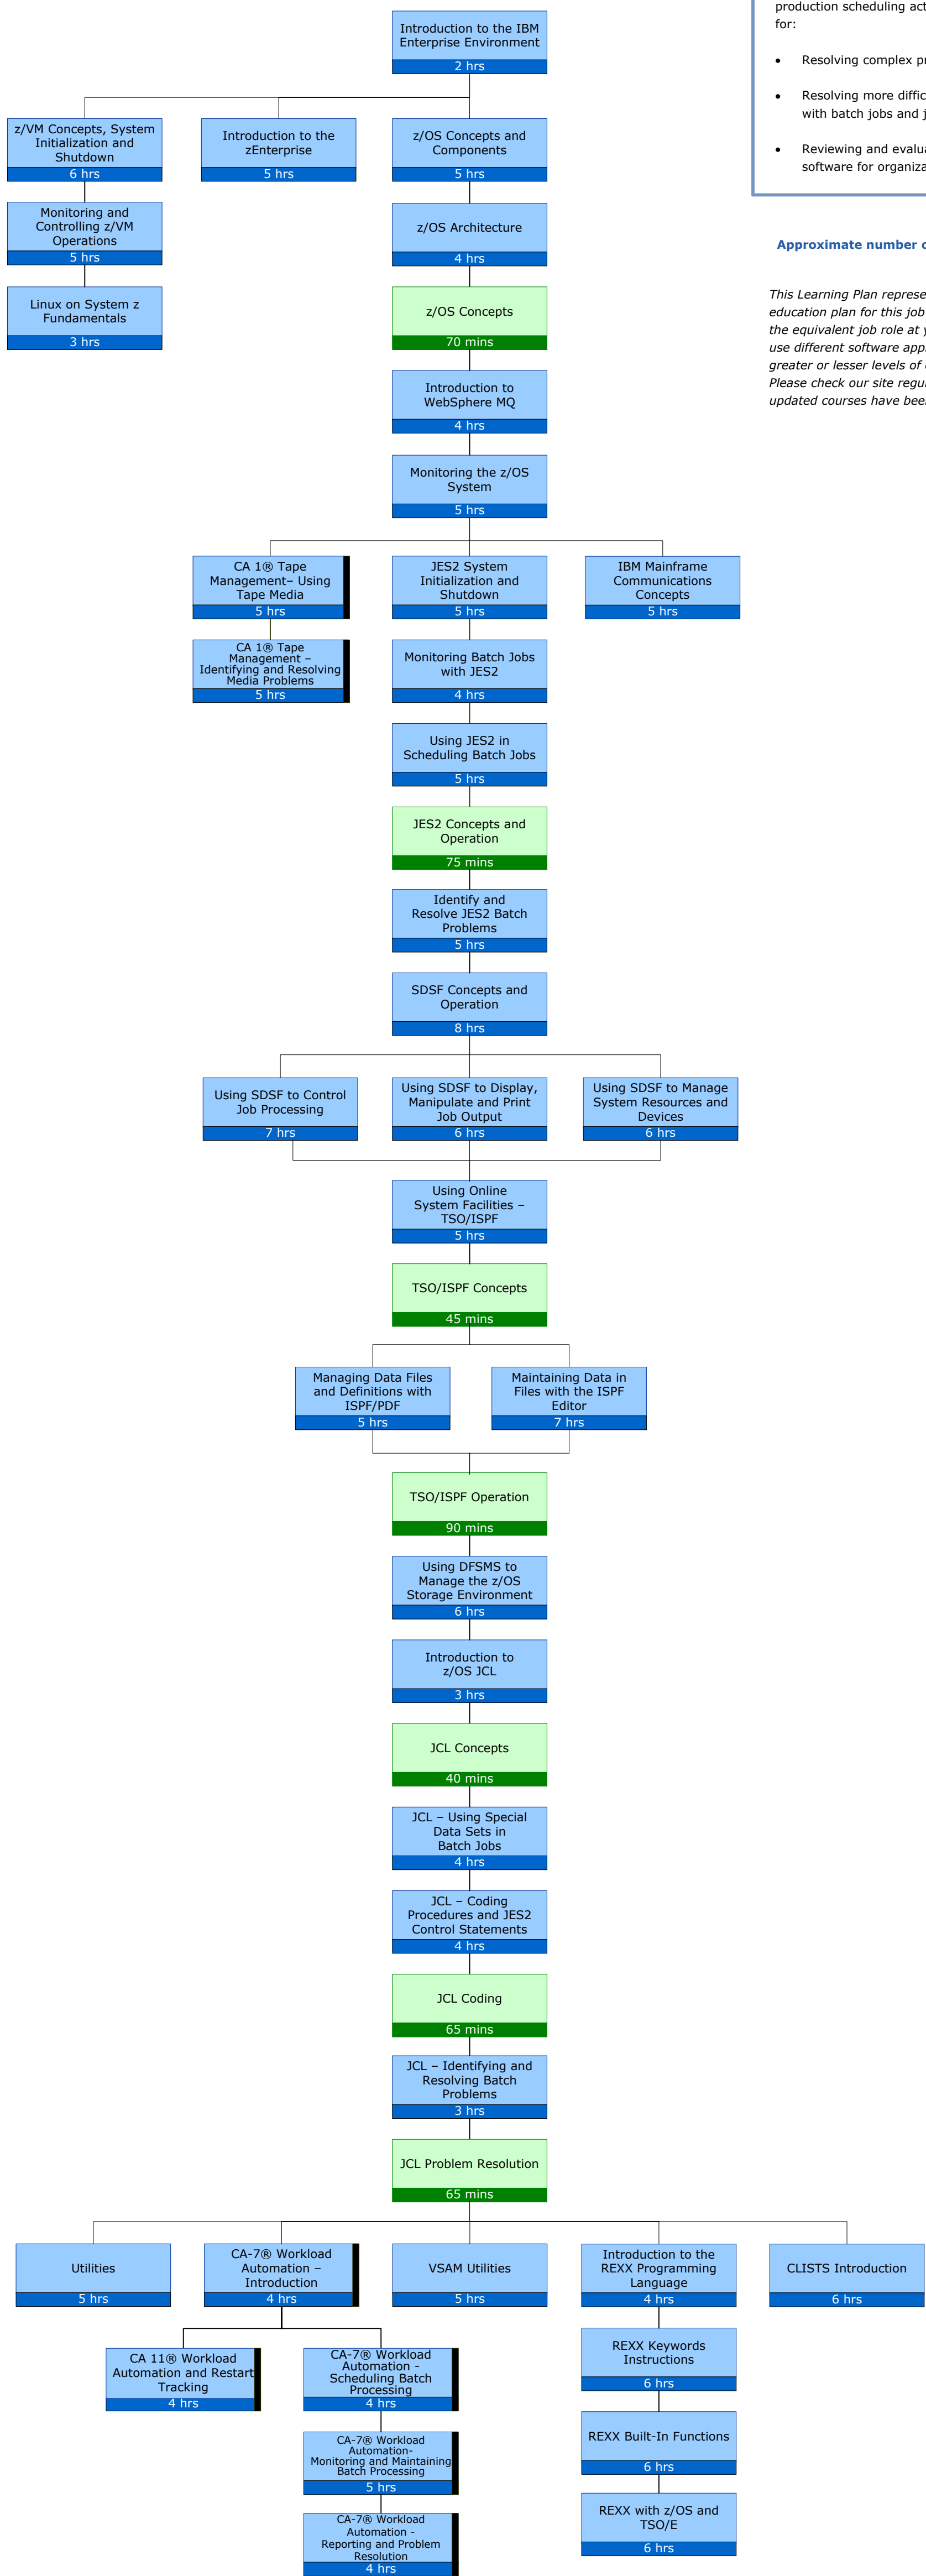 production scheduling act
for:
• Resolving complex p
• Resolving more diffic
with batch jobs and j
• Reviewing and evalua
software for organiza
Approximate number o
This Learning Plan represe
education plan for this job
the equivalent job role at y
use different software app
greater or lesser levels of
Please check our site regu
updated courses have bee
Introduction to the IBM
Enterprise Environment
2 hrs
z/VM Concepts, System
Initialization and
Shutdown
6 hrs
Introduction to the
zEnterprise
5 hrs
z/OS Concepts and
Components
5 hrs
Monitoring and
Controlling z/VM
Operations
5 hrs
z/OS Architecture
4 hrs
Linux on System z
Fundamentals
3 hrs
z/OS Concepts
70 mins
Introduction to
WebSphere MQ
4 hrs
Monitoring the z/OS
System
5 hrs
CA 1® Tape
Management– Using
Tape Media
5 hrs
JES2 System
Initialization and
Shutdown
5 hrs
IBM Mainframe
Communications
Concepts
5 hrs
CA 1® Tape
Management –
Identifying and Resolving
Media Problems
5 hrs
Monitoring Batch Jobs
with JES2
4 hrs
Using JES2 in
Scheduling Batch Jobs
5 hrs
JES2 Concepts and
Operation
75 mins
Identify and
Resolve JES2 Batch
Problems
5 hrs
SDSF Concepts and
Operation
8 hrs
Using SDSF to Control
Job Processing
7 hrs
Using SDSF to Display,
Manipulate and Print
Job Output
6 hrs
Using SDSF to Manage
System Resources and
Devices
6 hrs
Using Online
System Facilities –
TSO/ISPF
5 hrs
TSO/ISPF Concepts
45 mins
Managing Data Files
and Definitions with
ISPF/PDF
5 hrs
Maintaining Data in
Files with the ISPF
Editor
7 hrs
TSO/ISPF Operation
90 mins
Using DFSMS to
Manage the z/OS
Storage Environment
6 hrs
Introduction to
z/OS JCL
3 hrs
JCL Concepts
40 mins
JCL – Using Special
Data Sets in
Batch Jobs
4 hrs
JCL – Coding
Procedures and JES2
Control Statements
4 hrs
JCL Coding
65 mins
JCL – Identifying and
Resolving Batch
Problems
3 hrs
JCL Problem Resolution
65 mins
Utilities
5 hrs
CA-7® Workload
Automation –
Introduction
4 hrs
VSAM Utilities
5 hrs
Introduction to the
REXX Programming
Language
4 hrs
CLISTS Introduction
6 hrs
CA 11® Workload
Automation and Restart
Tracking
4 hrs
CA-7® Workload
Automation -
Scheduling Batch
Processing
4 hrs
REXX Keywords
Instructions
6 hrs
CA-7® Workload
Automation-
Monitoring and Maintaining
Batch Processing
5 hrs
REXX Built-In Functions
6 hrs
CA-7® Workload
Automation -
Reporting and Problem
Resolution
4 hrs
REXX with z/OS and
TSO/E
6 hrs